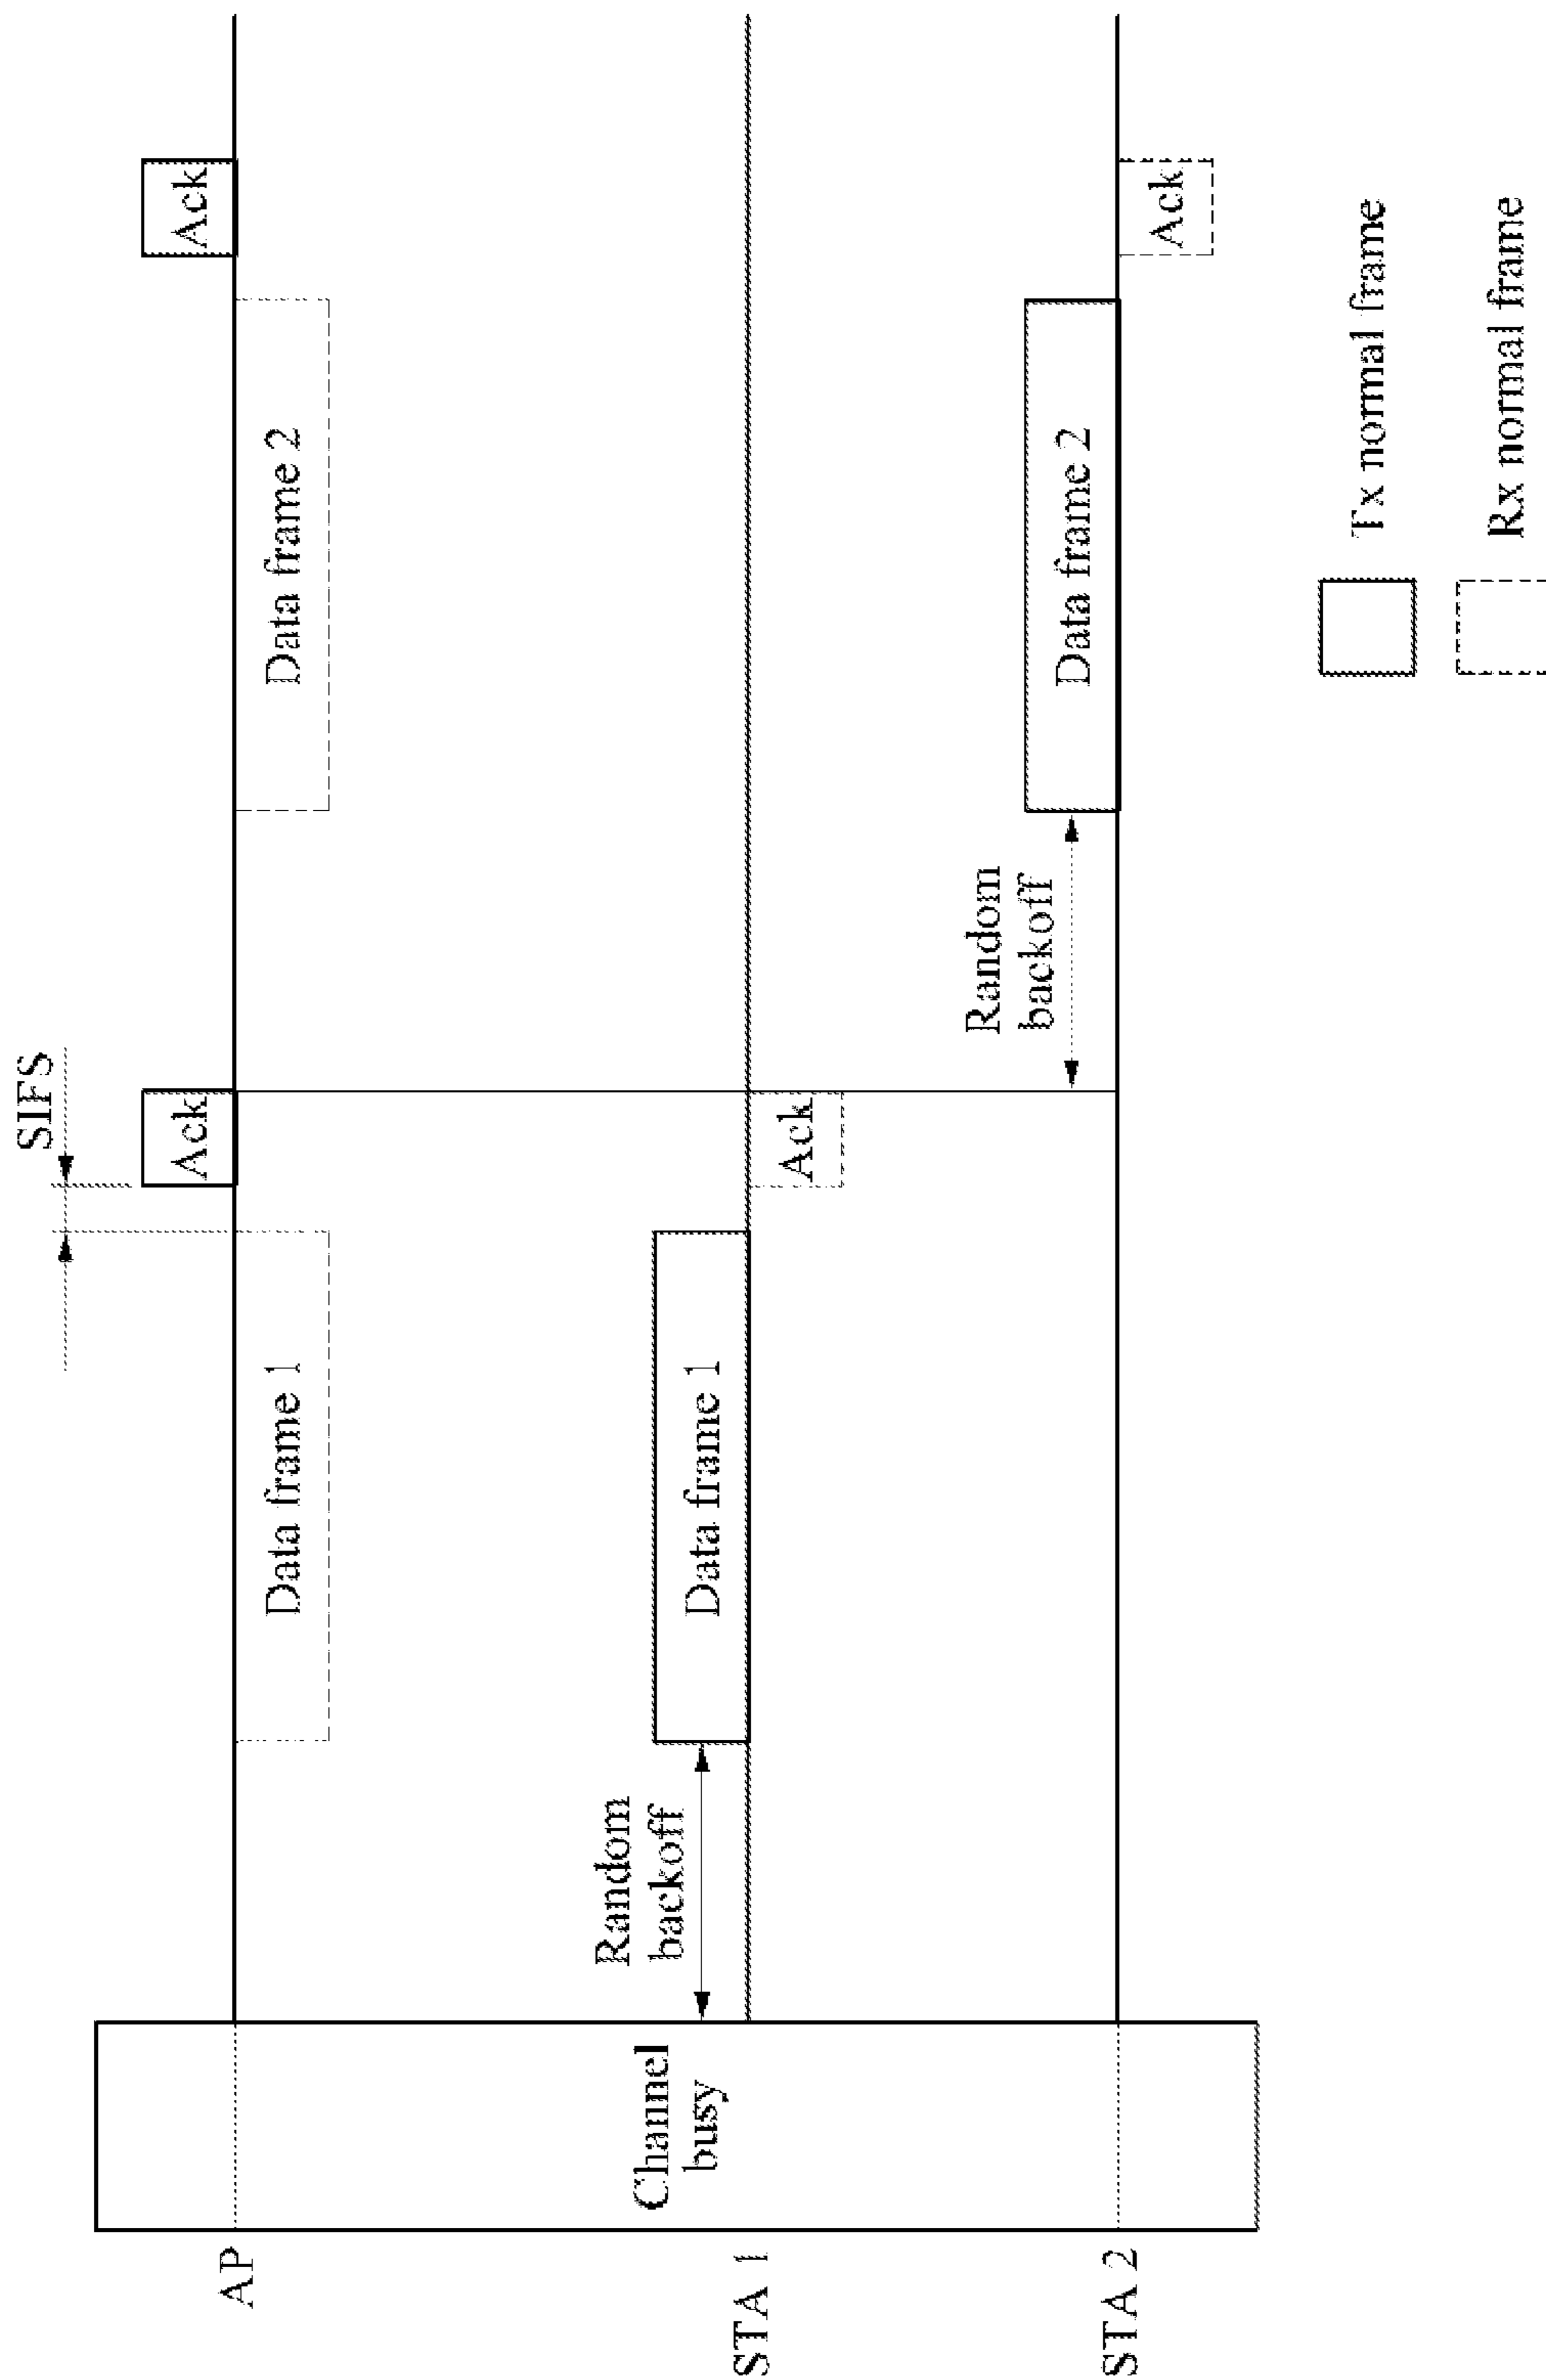 SIFS
Ack
Ack
AP
Data frame 1
Data frame 2
Channel
busy
Random
backoff
Data frame 1
STA 1
Ack
Random
backoff
Data frame 2
STA 2
Ack
Tx normal frame
Rx normal frame